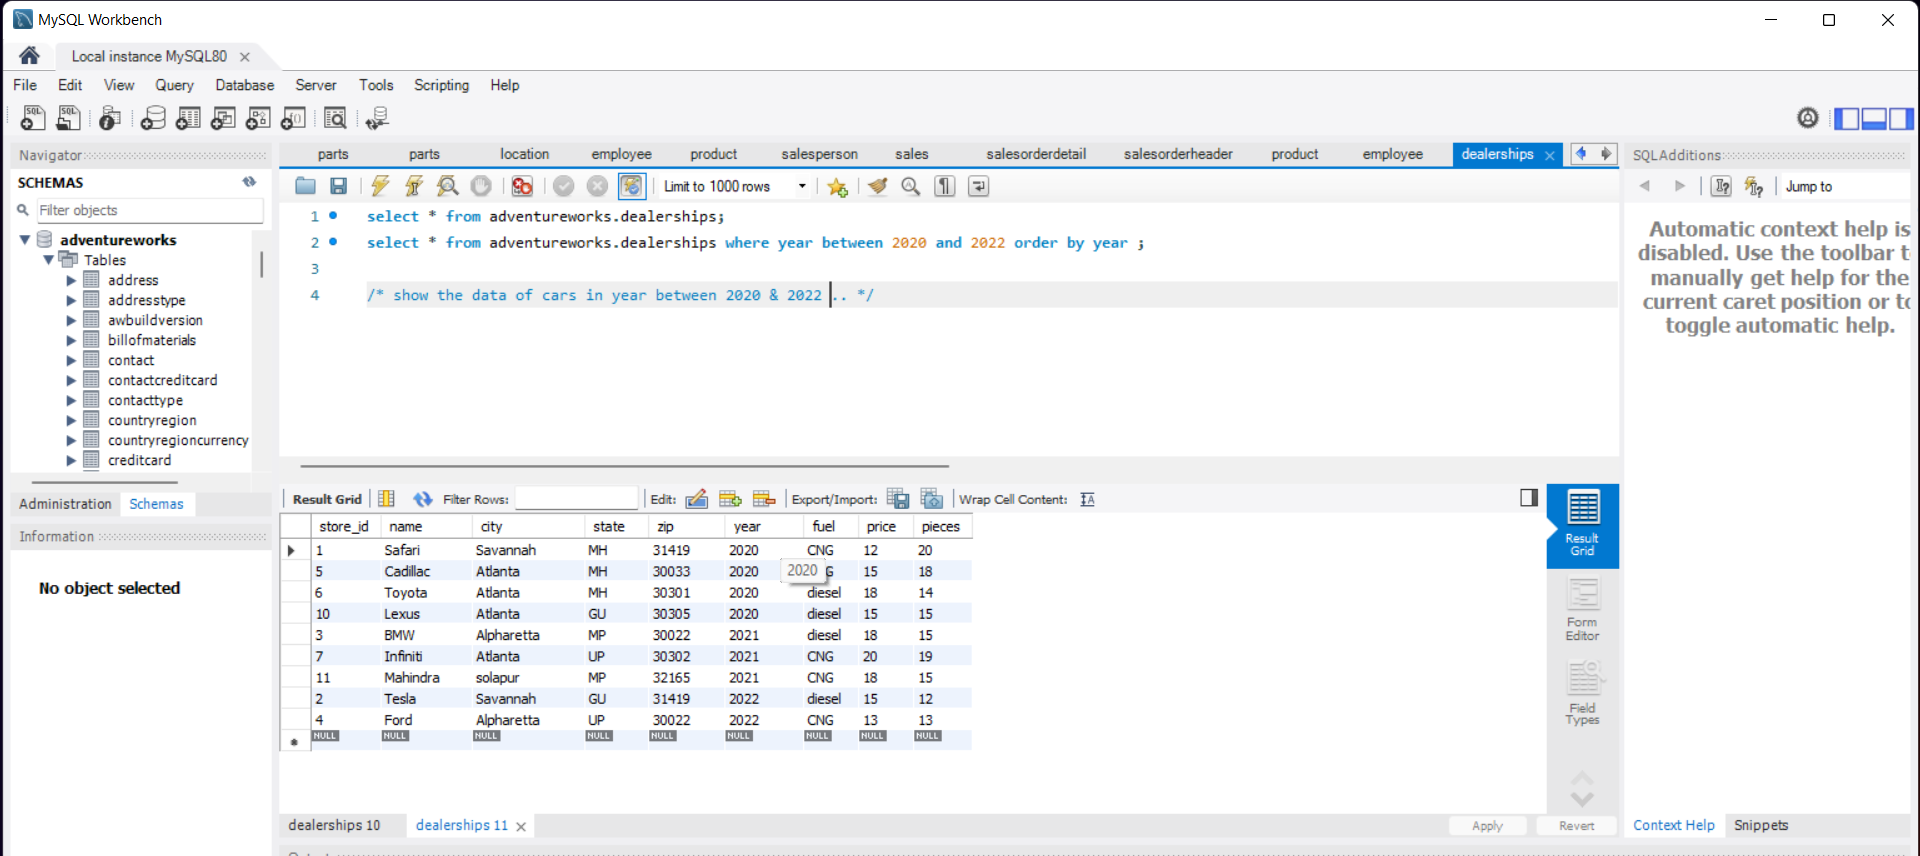 MySQL Workbench
Local instance MySQL80
File Edit View Query Database Server Tools Scripting Help
Navigator
SCHEMAS
Filter objects
adventureworks
Tables
address
addresstype
awbuildversion
billofmaterials
contact
contactcreditcard
contacttype
countryregion
countryregioncurrency
creditcard
Administration Schemas
Information
No object selected
parts parts location employee product salesperson sales salesorderdetail salesorderheader product employee dealerships
Limit to 1000 rows
1 select * from adventureworks.dealerships;
2 select * from adventureworks.dealerships where year between 2020 and 2022 order by year ;
3
4 /* show the data of cars in year between 2020 & 2022 .. */
Result Grid Filter Rows: Edit: Export/Import: Wrap Cell Content:
store_id name city state zip year fuel price pieces
1 Safari Savannah MH 31419 2020 CNG 12 20
5 Cadillac Atlanta MH 30033 2020 G 15 18
2020
6 Toyota Atlanta MH 30301 2020 diesel 18 14
10 Lexus Atlanta GU 30305 2020 diesel 15 15
3 BMW Alpharetta MP 30022 2021 diesel 18 15
7 Infiniti Atlanta UP 30302 2021 CNG 20 19
11 Mahindra solapur MP 32165 2021 CNG 18 15
2 Tesla Savannah GU 31419 2022 diesel 15 12
4 Ford Alpharetta UP 30022 2022 CNG 13 13
NULL NULL NULL NULL NULL NULL NULL NULL NULL
Result
Grid
Form
Editor
Field
Types
dealerships 10 dealerships 11
Apply Revert
SQLAdditions
Jump to
Automatic context help is
disabled. Use the toolbar t
manually get help for the
current caret position or to
toggle automatic help.
Context Help Snippets